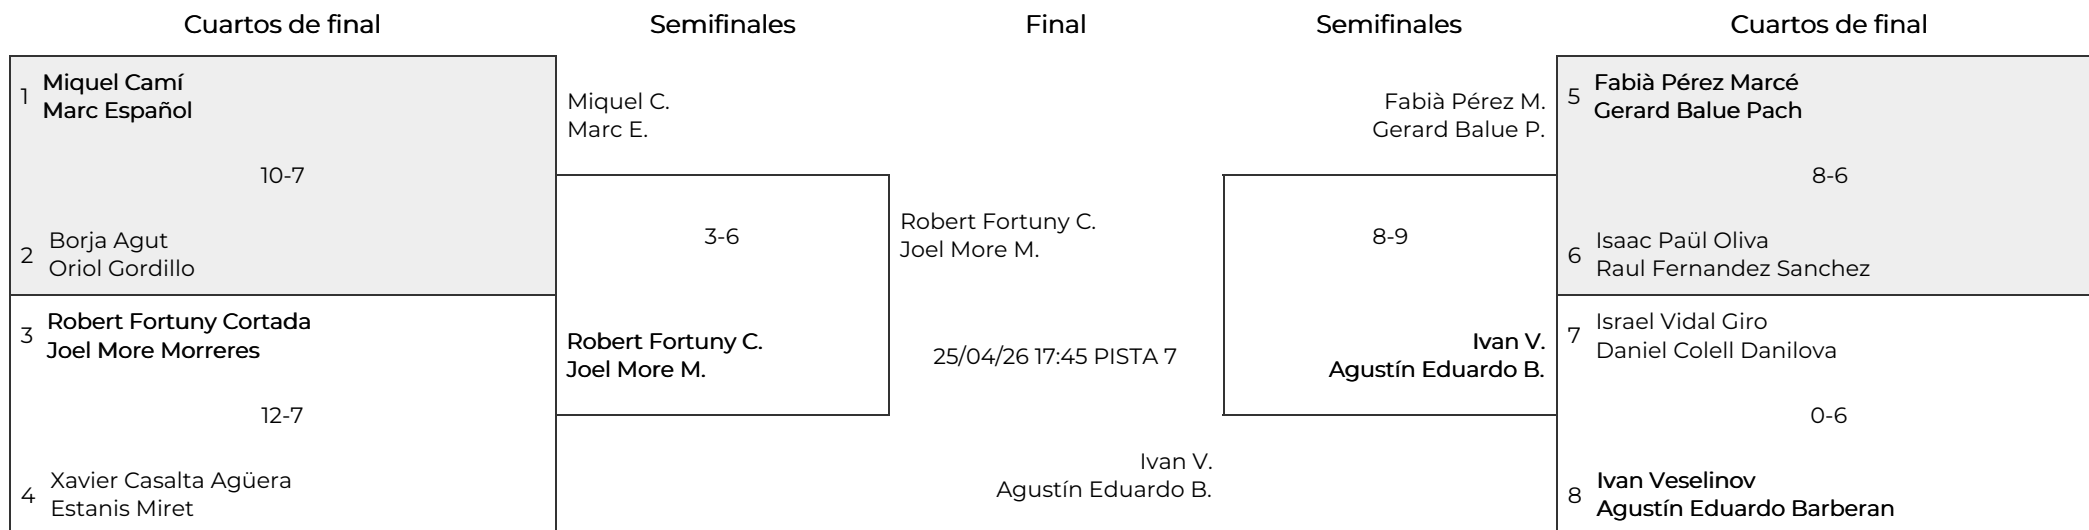 Cuartos de final
Semifinales
Final
Semifinales
Cuartos de final
1
Miquel Camí
Marc Español
10-7
2
Borja Agut
Oriol Gordillo
3
Robert Fortuny Cortada
Joel More Morreres
12-7
4
Xavier Casalta Agüera
Estanis Miret
Miquel C.
Marc E.
3-6
Robert Fortuny C.
Joel More M.
Robert Fortuny C.
Joel More M.
25/04/26 17:45 PISTA 7
Ivan V.
Agustín Eduardo B.
Fabià Pérez M.
Gerard Balue P.
8-9
Ivan V.
Agustín Eduardo B.
5
Fabià Pérez Marcé
Gerard Balue Pach
8-6
6
Isaac Paül Oliva
Raul Fernandez Sanchez
7
Israel Vidal Giro
Daniel Colell Danilova
0-6
8
Ivan Veselinov
Agustín Eduardo Barberan